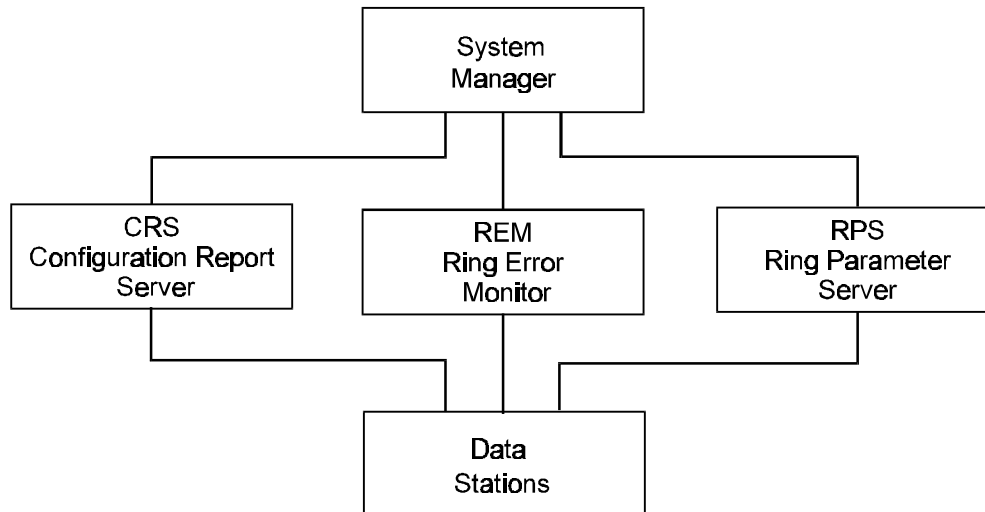 System
Manager
CRS
Configuration Report
Server
REM
Ring Error
Monitor
RPS
Ring Parameter
Server
Data
Stations